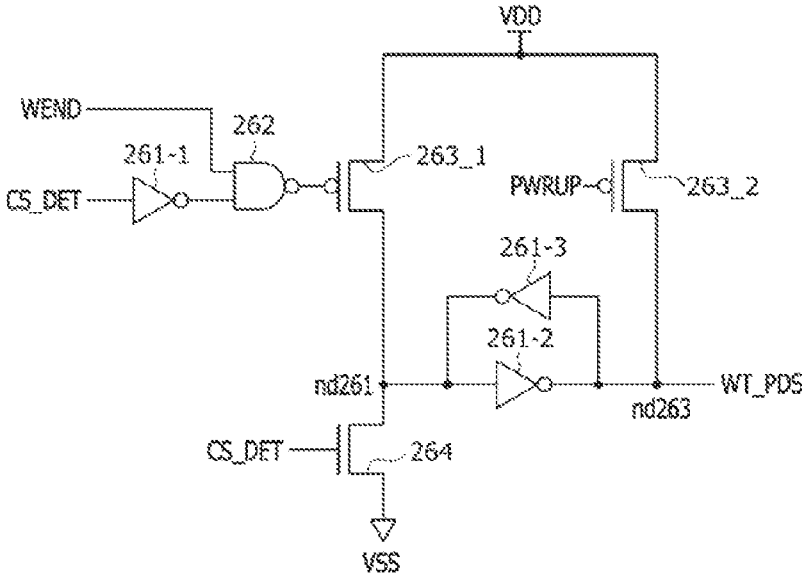 VDD
WEND
262
261-1
263_1
CS_DET
PWRUP
263_2
261-3
261-2
nd261
WT_PDS
nd263
CS_DET
264
VSS